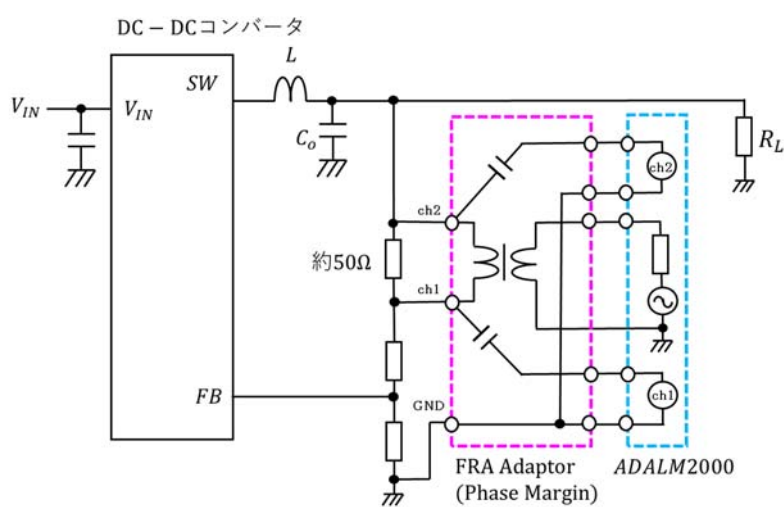 DC－DCコンバータ
SW
L
V_IN
V_IN
C_o
R_L
ch2
ch2
約50Ω
ch1
FB
GND
ch1
FRA Adaptor
(Phase Margin)
ADALM2000